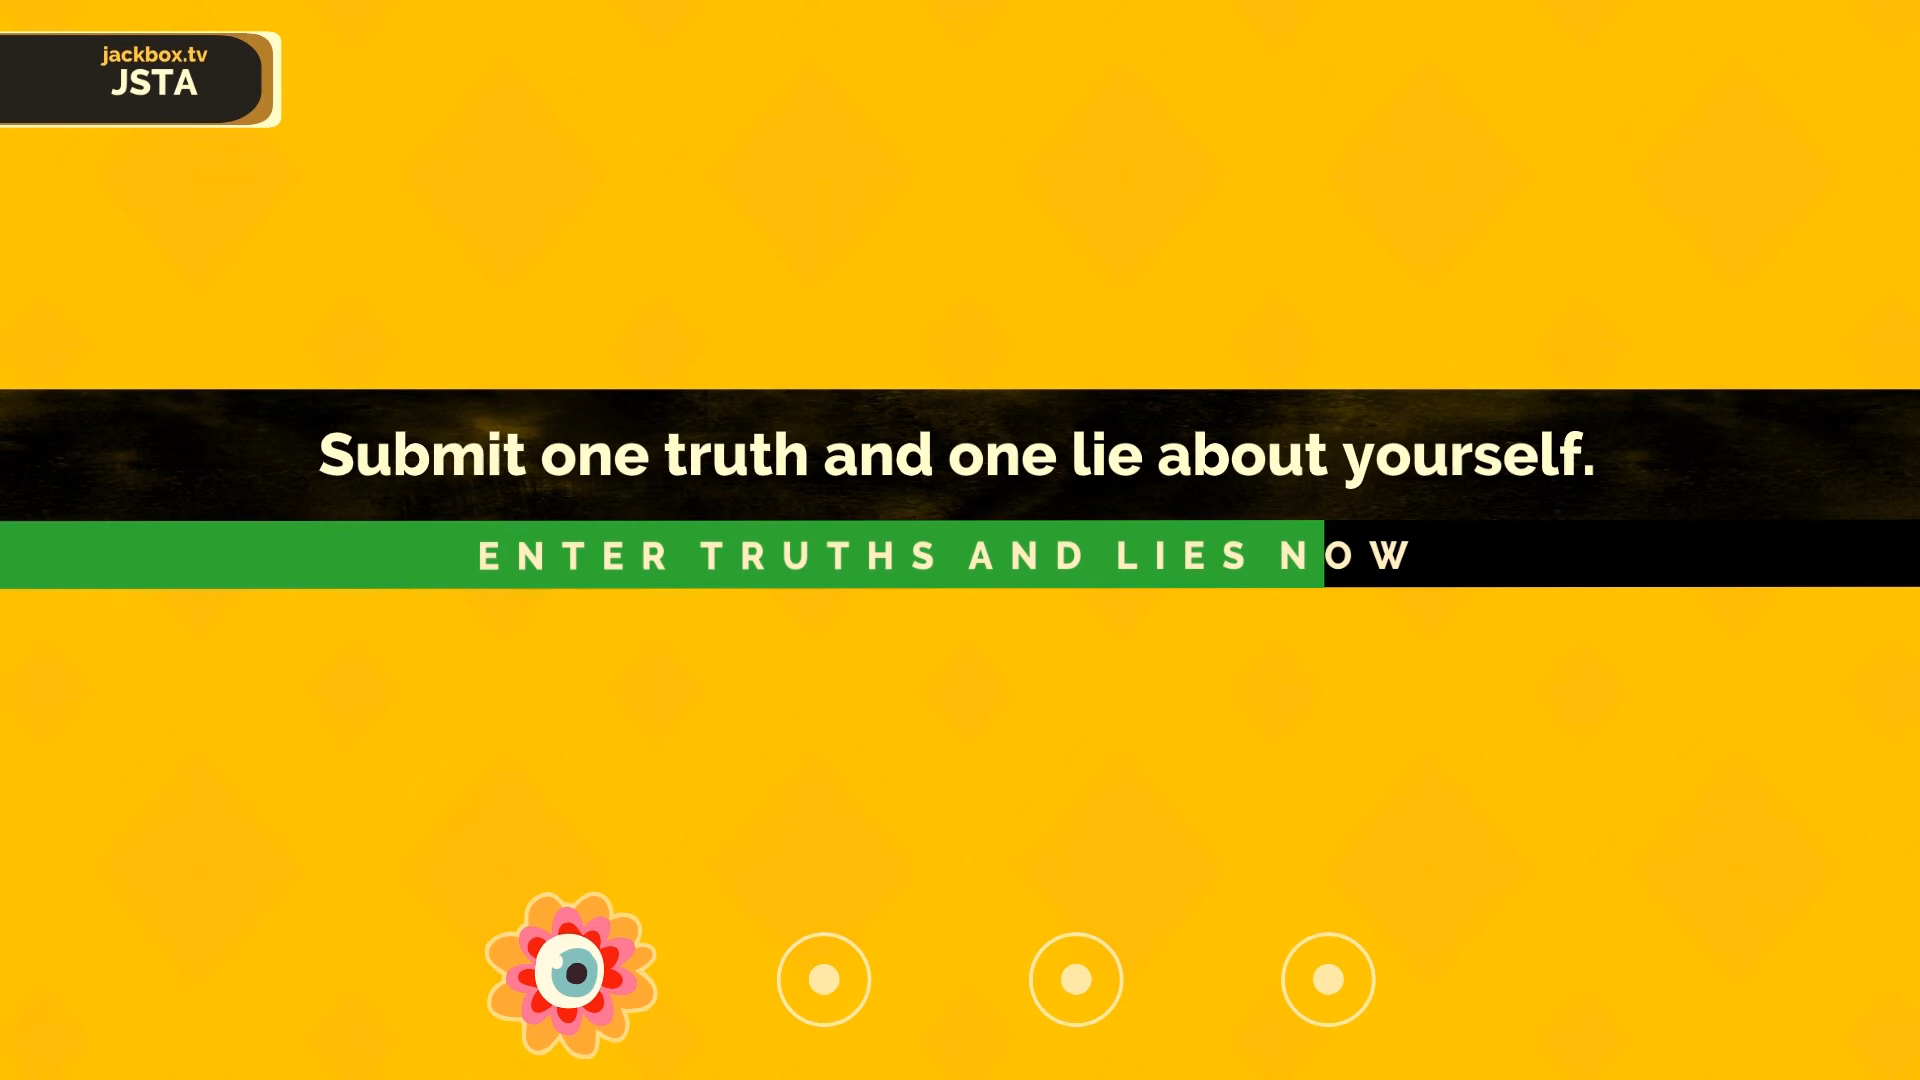 jackbox.tv
JSTA
Submit one truth and one lie about yourself.
ENTER TRUTHS AND LIES NOW